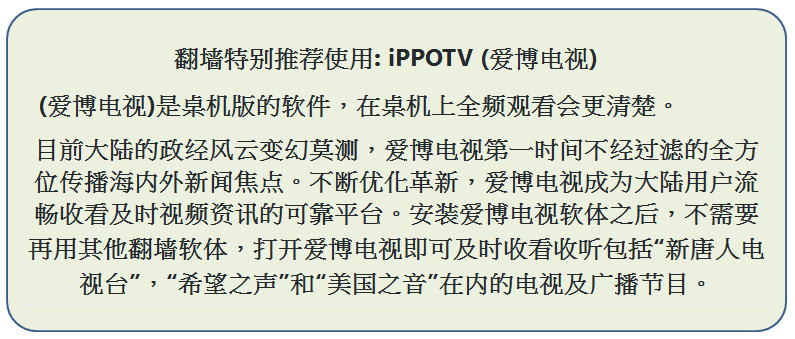 翻墙特别推荐使用: iPPOTV (爱博电视)
(爱博电视)是桌机版的软件，在桌机上全频观看会更清楚。
目前大陆的政经风云变幻莫测，爱博电视第一时间不经过滤的全方
位传播海内外新闻焦点。不断优化革新，爱博电视成为大陆用户流
畅收看及时视频资讯的可靠平台。安装爱博电视软体之后，不需要
再用其他翻墙软体，打开爱博电视即可及时收看收听包括“新唐人电
视台”，“希望之声”和“美国之音”在内的电视及广播节目。